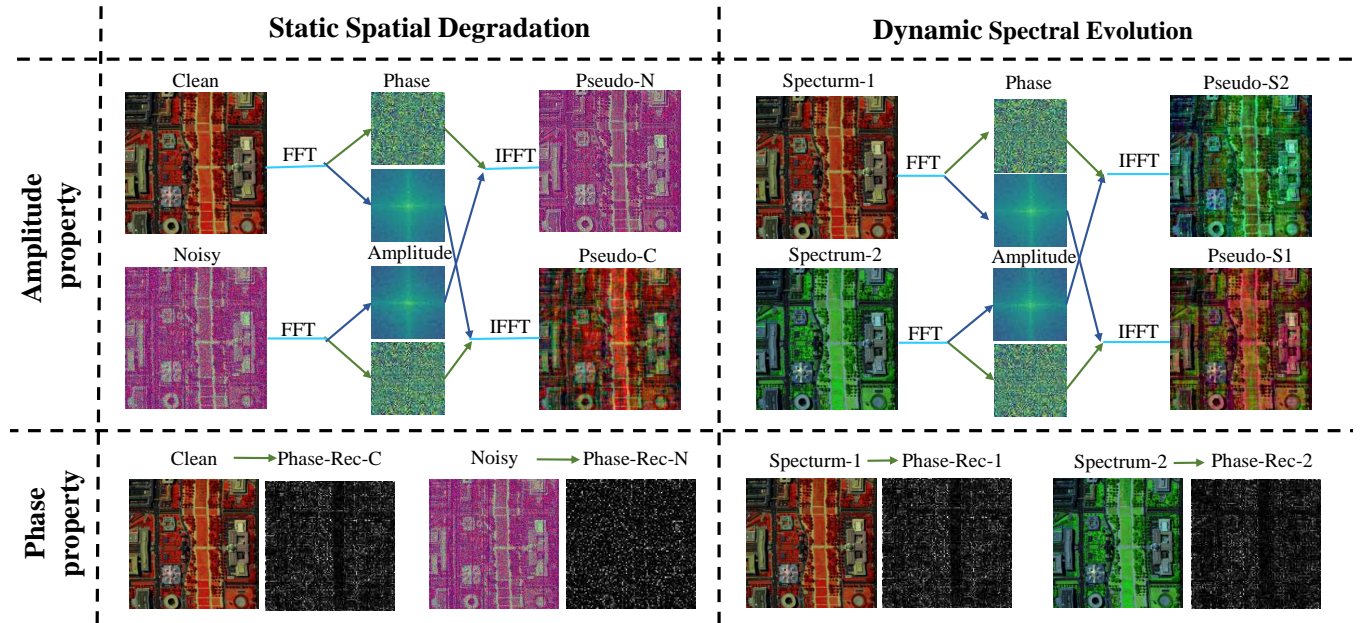 Static Spatial Degradation
Dynamic Spectral Evolution
Amplitude
property
Clean
Phase
Pseudo-N
FFT
IFFT
Noisy
Amplitude
Pseudo-C
FFT
IFFT
Specturm-1
Phase
Pseudo-S2
FFT
IFFT
Spectrum-2
Amplitude
Pseudo-S1
FFT
IFFT
Phase
property
Clean
Phase-Rec-C
Noisy
Phase-Rec-N
Specturm-1
Phase-Rec-1
Spectrum-2
Phase-Rec-2